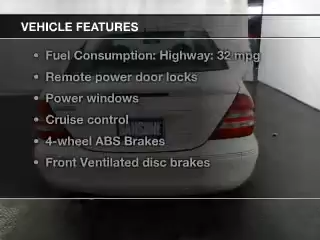 VEHICLE FEATURES
• Fuel Consumption: Highway: 32 mpg
• Remote power door locks
• Power windows
• Cruise control
• 4-wheel ABS Brakes
• Front Ventilated disc brakes